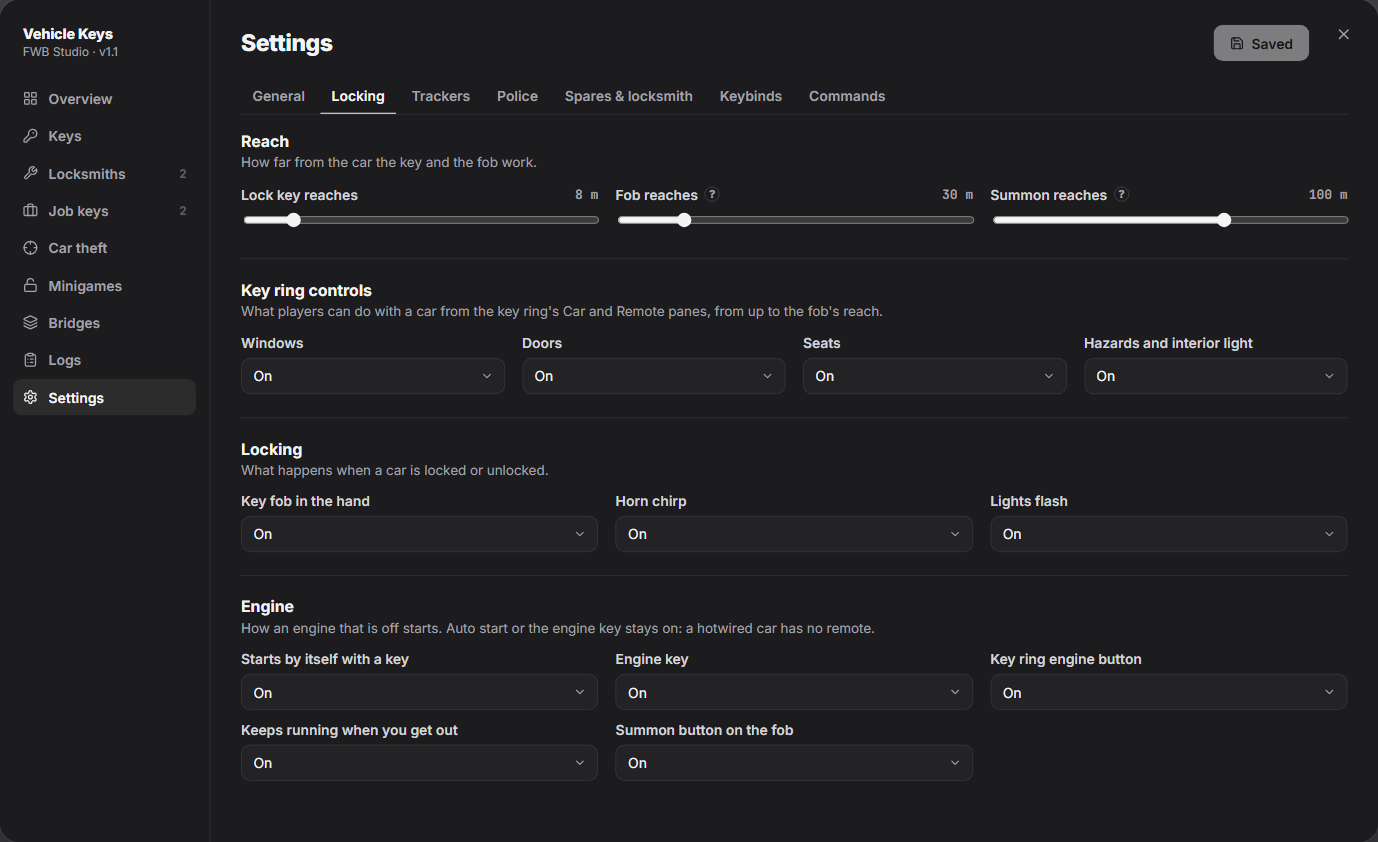 Vehicle Keys
FWB Studio · v1.1
Overview
Keys
Locksmiths 2
Job keys 2
Car theft
Minigames
Bridges
Logs
Settings
Settings
Saved
General Locking Trackers Police Spares & locksmith Keybinds Commands
Reach
How far from the car the key and the fob work.
Lock key reaches 8 m Fob reaches ? 30 m Summon reaches ? 100 m
Key ring controls
What players can do with a car from the key ring's Car and Remote panes, from up to the fob's reach.
Windows Doors Seats Hazards and interior light
On On On On
Locking
What happens when a car is locked or unlocked.
Key fob in the hand Horn chirp Lights flash
On On On
Engine
How an engine that is off starts. Auto start or the engine key stays on: a hotwired car has no remote.
Starts by itself with a key Engine key Key ring engine button
On On On
Keeps running when you get out Summon button on the fob
On On